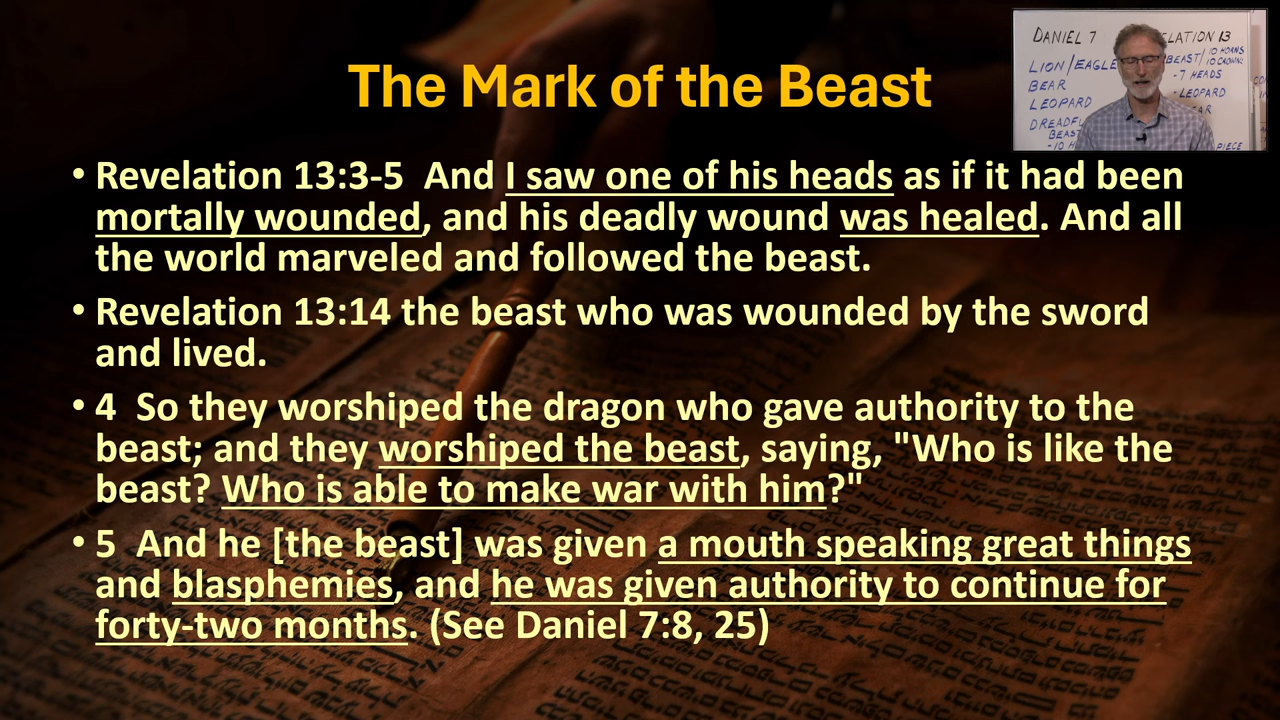 The Mark of the Beast
• Revelation 13:3-5 And I saw one of his heads as if it had been
mortally wounded, and his deadly wound was healed. And all
the world marveled and followed the beast.
• Revelation 13:14 the beast who was wounded by the sword
and lived.
• 4 So they worshiped the dragon who gave authority to the
beast; and they worshiped the beast, saying, "Who is like the
beast? Who is able to make war with him?"
• 5 And he [the beast] was given a mouth speaking great things
and blasphemies, and he was given authority to continue for
forty-two months. (See Daniel 7:8, 25)
DANIEL 7
LION/EAGLE
BEAR
LEOPARD
BEAST
ELATION 13
BEAST/10 HORNS
- 7 HEADS
- LEOPARD